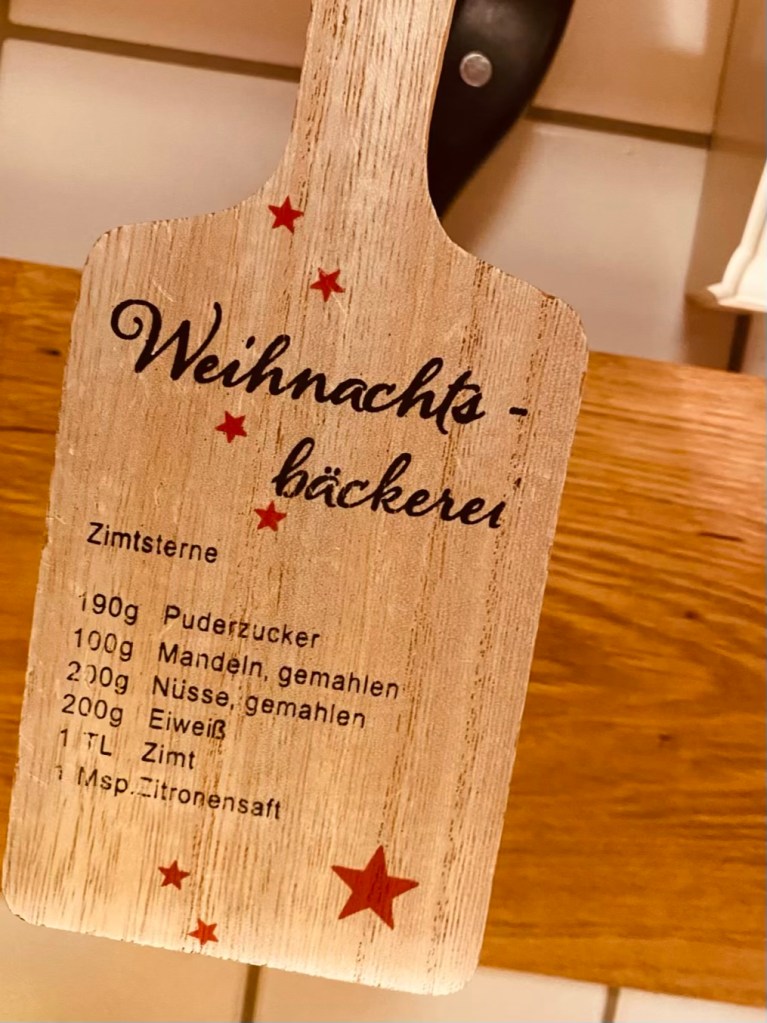 Weihnachts-
bäckerei
Zimtsterne
190g Puderzucker
100g Mandeln, gemahlen
200g Nüsse, gemahlen
200g Eiweiß
1 TL Zimt
1 Msp. Zitronensaft